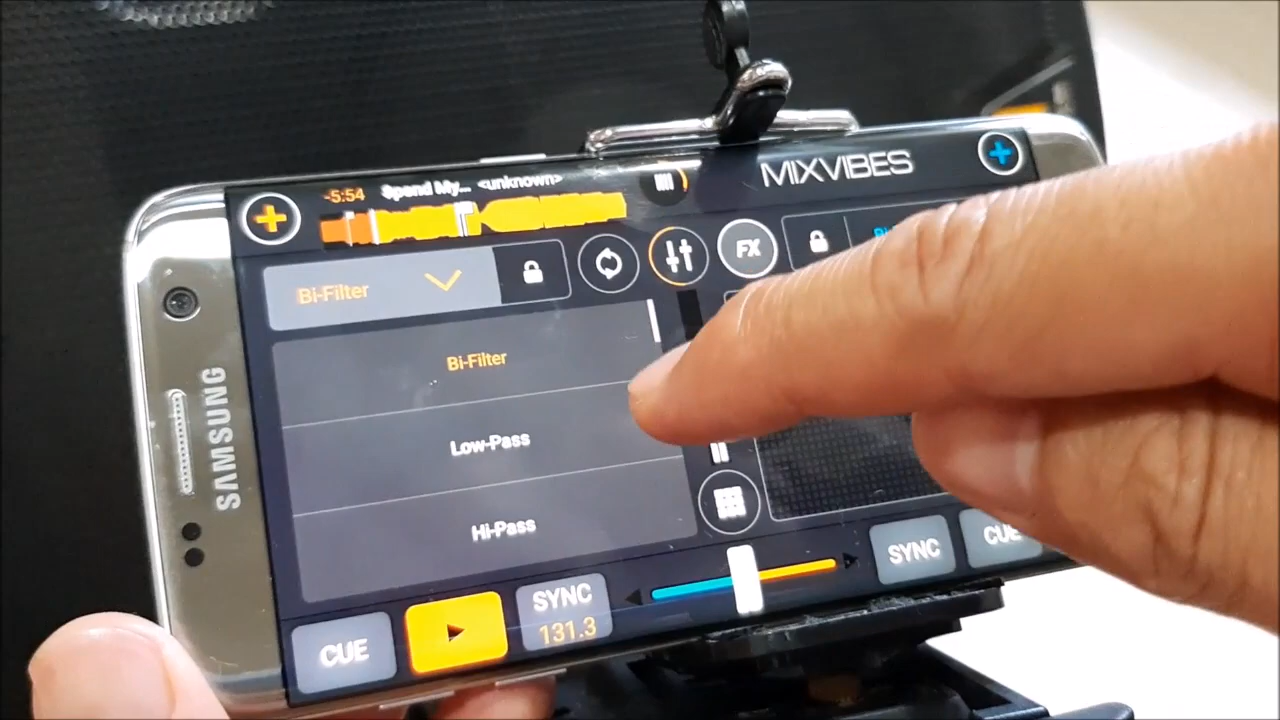 -5:54 Spend My... <unknown>
MIXVIBES
Bi-Filter
FX
Bi-Filter
Low-Pass
Hi-Pass
SAMSUNG
CUE
SYNC
131.3
SYNC
CUE